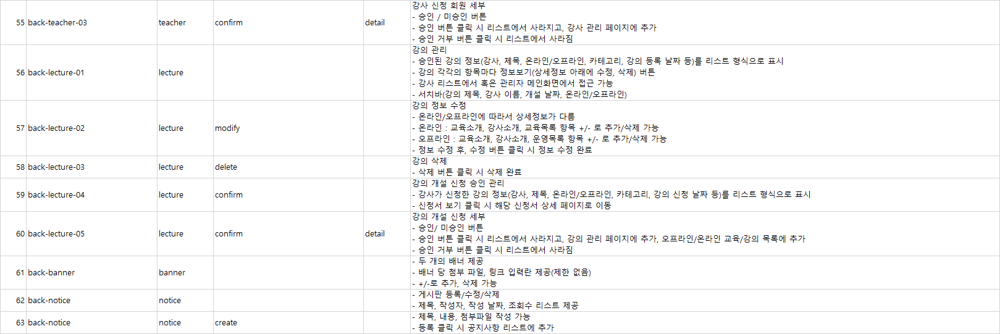 55 back-teacher-03 teacher confirm detail
강사 신청 회원 세부
- 승인 / 미승인 버튼
- 승인 버튼 클릭 시 리스트에서 사라지고, 강사 관리 페이지에 추가
- 승인 거부 버튼 클릭 시 리스트에서 사라짐
56 back-lecture-01 lecture
강의 관리
- 승인된 강의 정보(강사, 제목, 온라인/오프라인, 카테고리, 강의 등록 날짜 등)를 리스트 형식으로 표시
- 강의 각각의 항목마다 정보보기(상세정보 아래에 수정, 삭제) 버튼
- 강사 리스트에서 혹은 관리자 메인화면에서 접근 가능
- 서치바(강의 제목, 강사 이름, 개설 날짜, 온라인/오프라인)
57 back-lecture-02 lecture modify
강의 정보 수정
- 온라인/오프라인에 따라서 상세정보가 다름
- 온라인 : 교육소개, 강사소개, 교육목록 항목 +/- 로 추가/삭제 가능
- 오프라인 : 교육소개, 강사소개, 운영목록 항목 +/- 로 추가/삭제 가능
- 정보 수정 후, 수정 버튼 클릭 시 정보 수정 완료
58 back-lecture-03 lecture delete
강의 삭제
- 삭제 버튼 클릭 시 삭제 완료
59 back-lecture-04 lecture confirm
강의 개설 신청 승인 관리
- 강사가 신청한 강의 정보(강사, 제목, 온라인/오프라인, 카테고리, 강의 신청 날짜 등)를 리스트 형식으로 표시
- 신청서 보기 클릭 시 해당 신청서 상세 페이지로 이동
60 back-lecture-05 lecture confirm detail
강의 개설 신청 세부
- 승인/ 미승인 버튼
- 승인 버튼 클릭 시 리스트에서 사라지고, 강의 관리 페이지에 추가, 오프라인/온라인 교육/강의 목록에 추가
- 승인 거부 버튼 클릭 시 리스트에서 사라짐
61 back-banner banner
- 두 개의 배너 제공
- 배너 당 첨부 파일, 링크 입력란 제공(제한 없음)
- +/-로 추가, 삭제 가능
62 back-notice notice
- 게시판 등록/수정/삭제
- 제목, 작성자, 작성 날짜, 조회수 리스트 제공
63 back-notice notice create
- 제목, 내용, 첨부파일 작성 가능
- 등록 클릭 시 공지사항 리스트에 추가